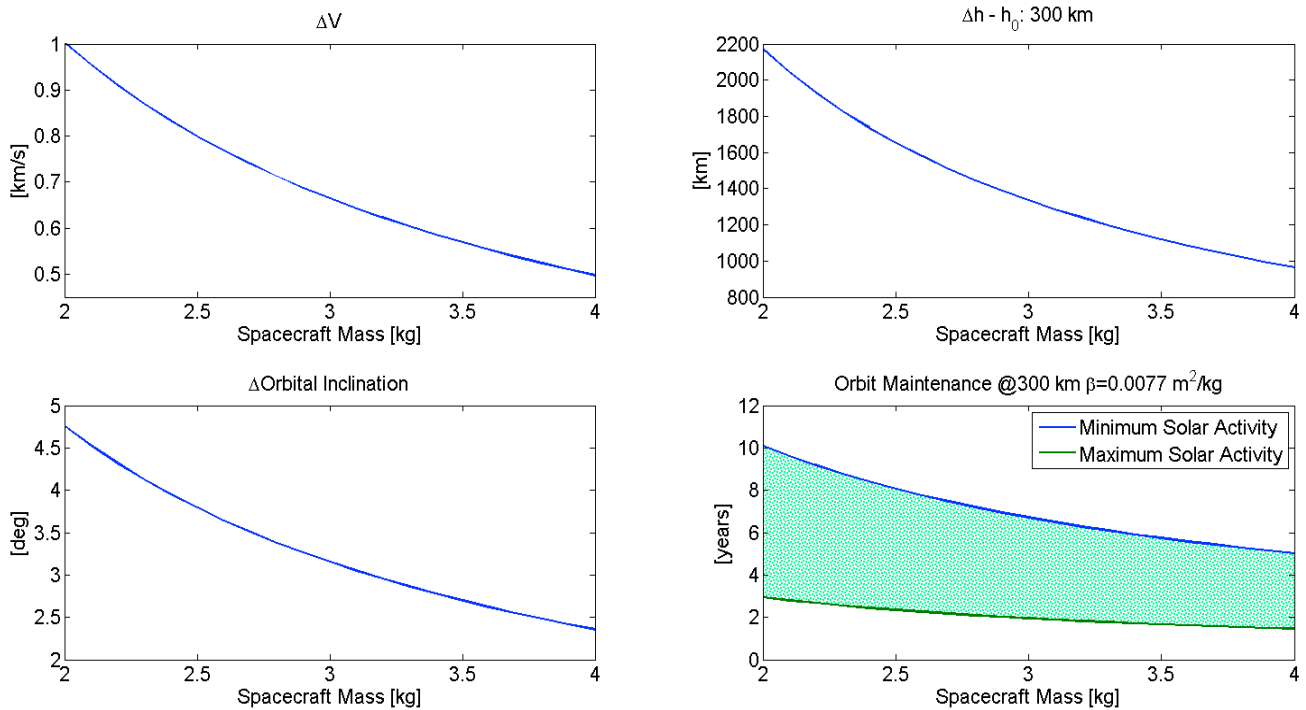 ΔV
1
0.9
0.8
0.7
0.6
0.5
[km/s]
2 2.5 3 3.5 4
Spacecraft Mass [kg]
Δh - h₀: 300 km
2200
2000
1800
1600
1400
1200
1000
800
[km]
2 2.5 3 3.5 4
Spacecraft Mass [kg]
ΔOrbital Inclination
5
4.5
4
3.5
3
2.5
2
[deg]
2 2.5 3 3.5 4
Spacecraft Mass [kg]
Orbit Maintenance @300 km β=0.0077 m²/kg
12
10
8
6
4
2
0
[years]
Minimum Solar Activity
Maximum Solar Activity
2 2.5 3 3.5 4
Spacecraft Mass [kg]